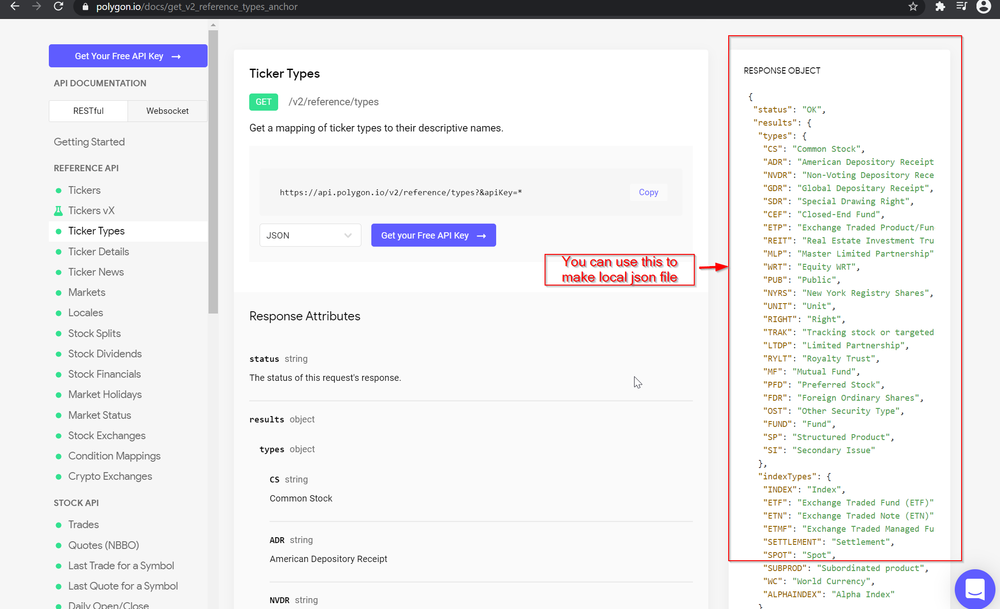 polygon.io/docs/get_v2_reference_types_anchor
Get Your Free API Key →
API DOCUMENTATION
RESTful
Websocket
Getting Started
REFERENCE API
Tickers
Tickers vX
Ticker Types
Ticker Details
Ticker News
Markets
Locales
Stock Splits
Stock Dividends
Stock Financials
Market Holidays
Market Status
Stock Exchanges
Condition Mappings
Crypto Exchanges
STOCK API
Trades
Quotes (NBBO)
Last Trade for a Symbol
Last Quote for a Symbol
Daily Open/Close
Ticker Types
GET /v2/reference/types
Get a mapping of ticker types to their descriptive names.
https://api.polygon.io/v2/reference/types?&apiKey=*
Copy
JSON
Get your Free API Key →
You can use this to
make local json file
Response Attributes
status string
The status of this request's response.
results object
types object
CS string
Common Stock
ADR string
American Depository Receipt
NVDR string
RESPONSE OBJECT
{
"status": "OK",
"results": {
"types": {
"CS": "Common Stock",
"ADR": "American Depository Receipt
"NVDR": "Non-Voting Depository Rece
"GDR": "Global Depositary Receipt",
"SDR": "Special Drawing Right",
"CEF": "Closed-End Fund",
"ETP": "Exchange Traded Product/Fun
"REIT": "Real Estate Investment Tru
"MLP": "Master Limited Partnership"
"WRT": "Equity WRT",
"PUB": "Public",
"NYRS": "New York Registry Shares",
"UNIT": "Unit",
"RIGHT": "Right",
"TRAK": "Tracking stock or targeted
"LTDP": "Limited Partnership",
"RYLT": "Royalty Trust",
"MF": "Mutual Fund",
"PFD": "Preferred Stock",
"FDR": "Foreign Ordinary Shares",
"OST": "Other Security Type",
"FUND": "Fund",
"SP": "Structured Product",
"SI": "Secondary Issue"
},
"indexTypes": {
"INDEX": "Index",
"ETF": "Exchange Traded Fund (ETF)"
"ETN": "Exchange Traded Note (ETN)"
"ETMF": "Exchange Traded Managed Fu
"SETTLEMENT": "Settlement",
"SPOT": "Spot",
"SUBPROD": "Subordinated product",
"WC": "World Currency",
"ALPHAINDEX": "Alpha Index"
}